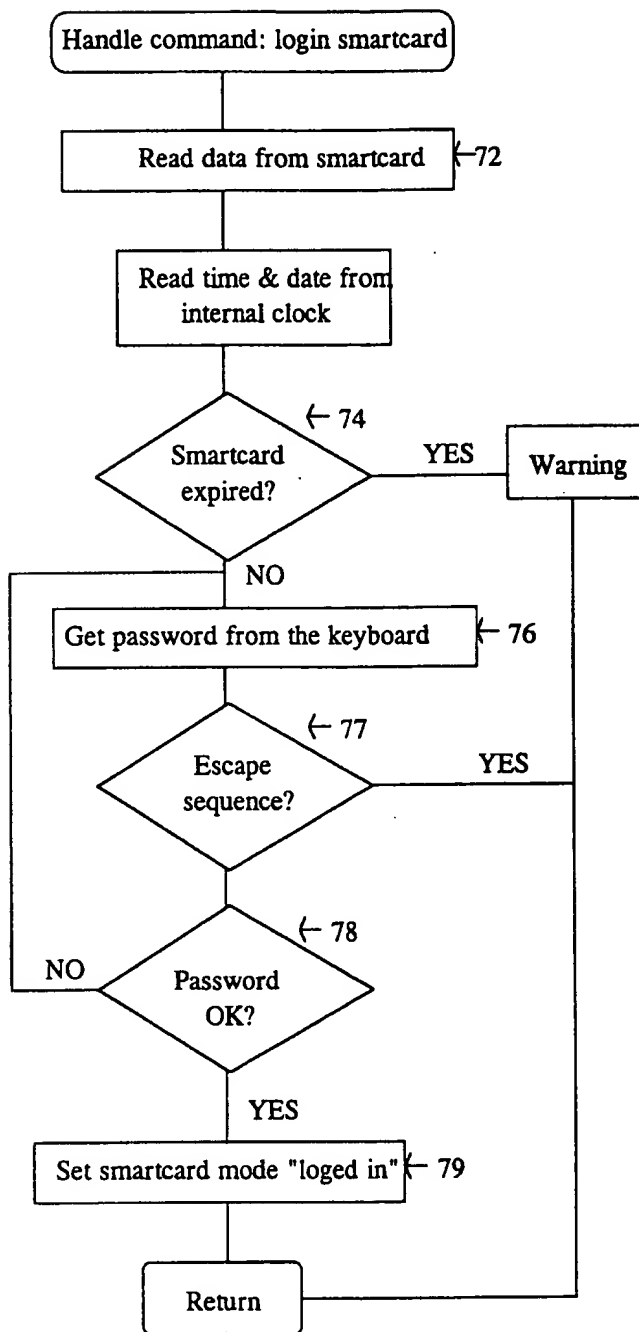 Handle command: login smartcard
Read data from smartcard
←72
Read time & date from
internal clock
← 74
Smartcard
expired?
YES
Warning
NO
Get password from the keyboard
← 76
← 77
Escape
sequence?
YES
← 78
NO
Password
OK?
YES
Set smartcard mode "loged in"
← 79
Return